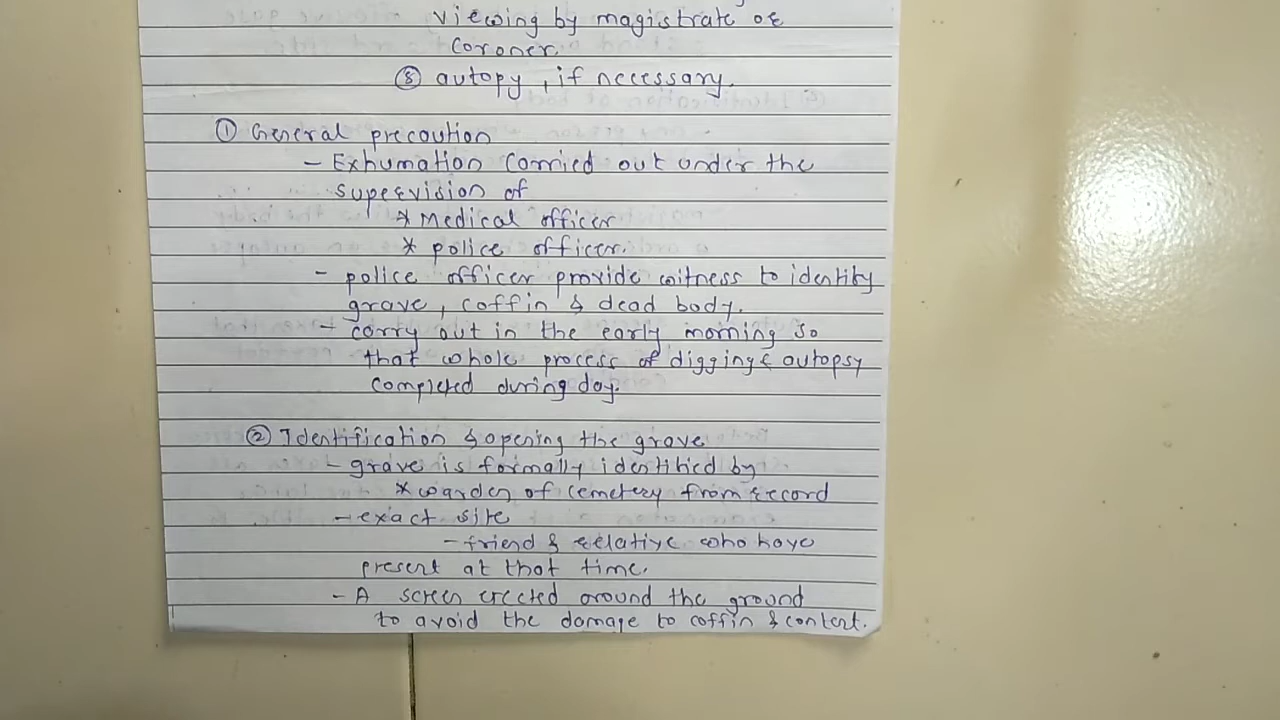 viewing by magistrate or
coroner.
⑧ autopy, if necessary.
① General precaution
- Exhumation carried out under the
supervision of
* Medical officer
* police officer.
- police officer provide witness to identify
grave, coffin & dead body.
- carry out in the early morning so
that whole process of digging & autopsy
completed during day.
② Identification & opening the grave
- grave is formally identified by
* warden of cemetery from record
- exact site
- friend & relative who have
present at that time.
- A screen erected around the ground
to avoid the damage to coffin & content.